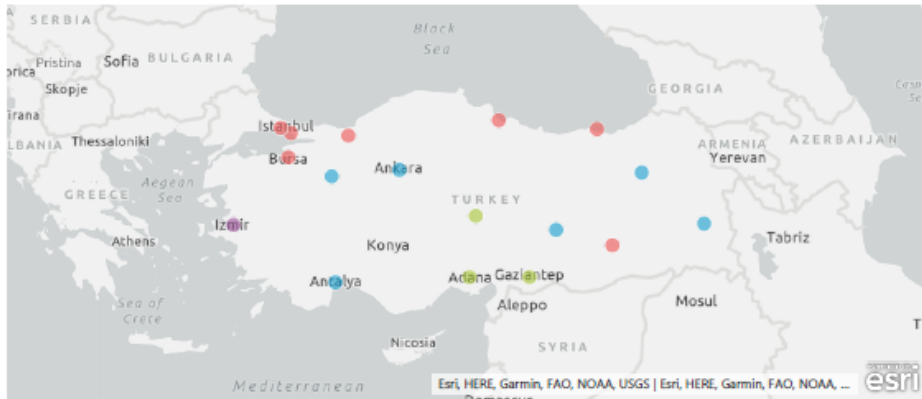 SERBIA
Black
Sea
Pristina
Sofia
BULGARIA
Skopje
GEORGIA
Istanbul
Thessaloniki
ARMENIA
AZERBAIJAN
Bursa
Yerevan
Ankara
Aegean
Sea
GREECE
TURKEY
Izmir
Athens
Konya
Tabriz
Antalya
Adana
Gaziantep
Aleppo
Mosul
Sea of
Crete
Nicosia
SYRIA
Mediterranean
Esri, HERE, Garmin, FAO, NOAA, USGS | Esri, HERE, Garmin, FAO, NOAA, ...
esri